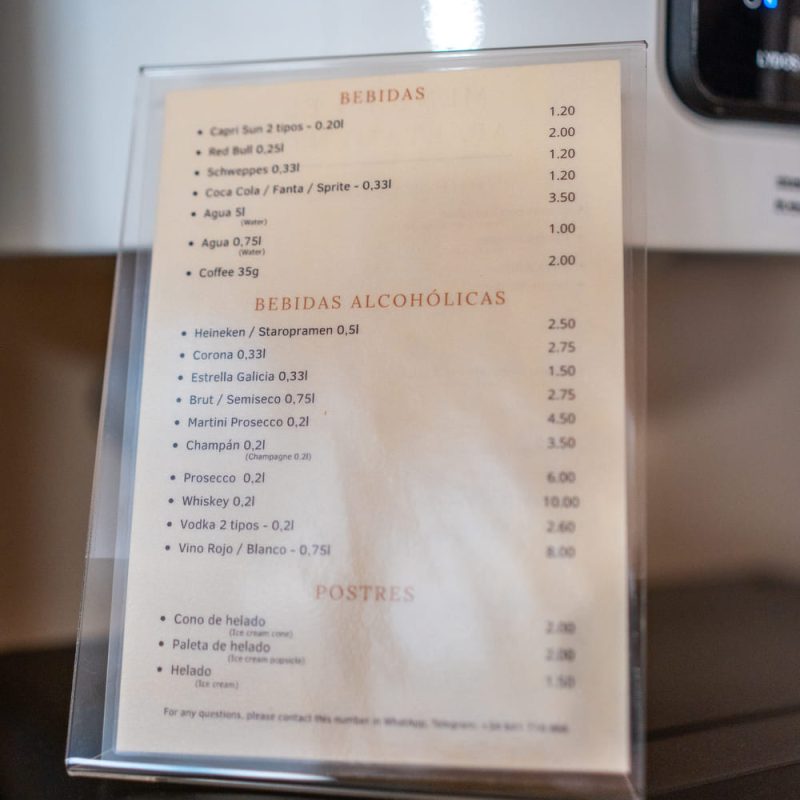 BEBIDAS
• Capri Sun 2 tipos - 0.20l 1.20
• Red Bull 0,25l 2.00
• Schweppes 0,33l 1.20
• Coca Cola / Fanta / Sprite - 0,33l 1.20
• Agua 5l 3.50
(Water)
• Agua 0,75l 1.00
(Water)
• Coffee 35g 2.00
BEBIDAS ALCOHÓLICAS
• Heineken / Staropramen 0,5l 2.50
• Corona 0,33l 2.75
• Estrella Galicia 0,33l 1.50
• Brut / Semiseco 0,75l 2.75
• Martini Prosecco 0,2l 4.50
• Champán 0,2l 3.50
(Champagne 0.2l)
• Prosecco 0,2l 6.00
• Whiskey 0,2l 10.00
• Vodka 2 tipos - 0,2l 2.60
• Vino Rojo / Blanco - 0,75l 8.00
POSTRES
• Cono de helado 2.00
(Ice cream cone)
• Paleta de helado 2.00
(Ice cream popsicle)
• Helado 1.50
(Ice cream)
For any questions, please contact this number in WhatsApp, Telegram: